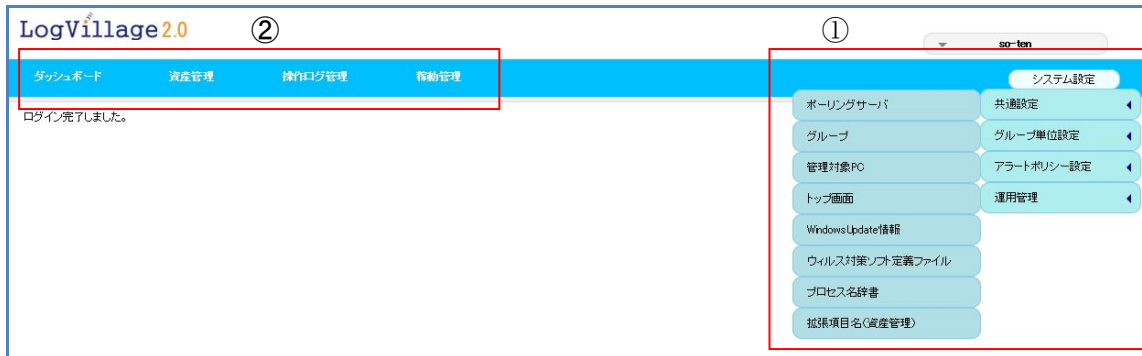 LogVillage 2.0
②
①
so-ten
ダッシュボード 資産管理 操作ログ管理 稼動管理
システム設定
ログイン完了しました。
ポーリングサーバ 共通設定
グループ グループ単位設定
管理対象PC アラートポリシー設定
トップ画面 運用管理
WindowsUpdate情報
ウィルス対策ソフト定義ファイル
プロセス名辞書
拡張項目名(資産管理)